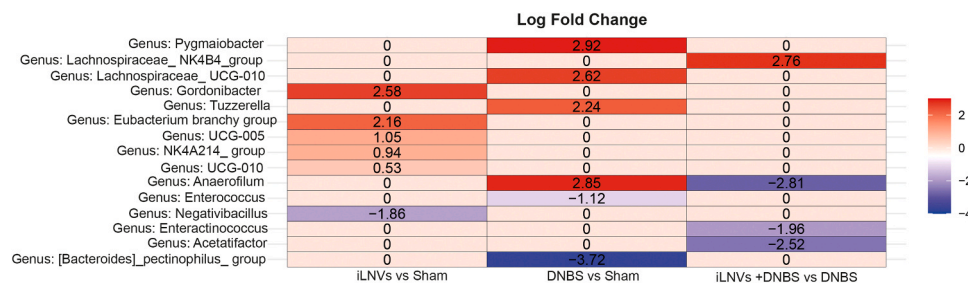 Log Fold Change
Genus: Pygmaiobacter 0 2.92 0
Genus: Lachnospiraceae_ NK4B4_group 0 0 2.76
Genus: Lachnospiraceae_ UCG-010 0 2.62 0
Genus: Gordonibacter 2.58 0 0
Genus: Tuzzerella 0 2.24 0
Genus: Eubacterium branchy group 2.16 0 0
Genus: UCG-005 1.05 0 0
Genus: NK4A214_ group 0.94 0 0
Genus: UCG-010 0.53 0 0
Genus: Anaerofilum 0 2.85 −2.81
Genus: Enterococcus 0 −1.12 0
Genus: Negativibacillus −1.86 0 0
Genus: Enteractinococcus 0 0 −1.96
Genus: Acetatifactor 0 0 −2.52
Genus: [Bacteroides]_pectinophilus_ group 0 −3.72 0
iLNVs vs Sham DNBS vs Sham iLNVs +DNBS vs DNBS
2
0
−2
−4